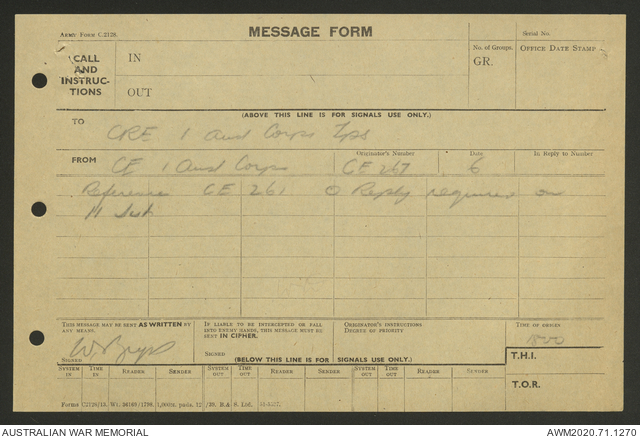 Army Form C.2128.
MESSAGE FORM
Serial No.
CALL
AND
INSTRUC-
TIONS
IN
OUT
No. of Groups.
GR.
Office Date Stamp
(ABOVE THIS LINE IS FOR SIGNALS USE ONLY.)
TO
CRE 1 Aust Corps Tps
FROM
CE 1 Aust Corps
Originator's Number
CE 267
Date
6
In Reply to Number
Reference CE 261 O Reply required on
11
THIS MESSAGE MAY BE SENT AS WRITTEN BY
ANY MEANS.
SIGNED
IF LIABLE TO BE INTERCEPTED OR FALL
INTO ENEMY HANDS, THIS MESSAGE MUST BE
SENT IN CIPHER.
SIGNED
ORIGINATOR'S INSTRUCTIONS
DEGREE OF PRIORITY
TIME OF ORIGIN
1800
(BELOW THIS LINE IS FOR SIGNALS USE ONLY.)
T.H.I.
SYSTEM IN TIME IN READER SENDER SYSTEM OUT TIME OUT READER SENDER SYSTEM OUT TIME OUT READER SENDER
T.O.R.
Forms C2128/15.
AUSTRALIAN WAR MEMORIAL
AWM2020.71.1270